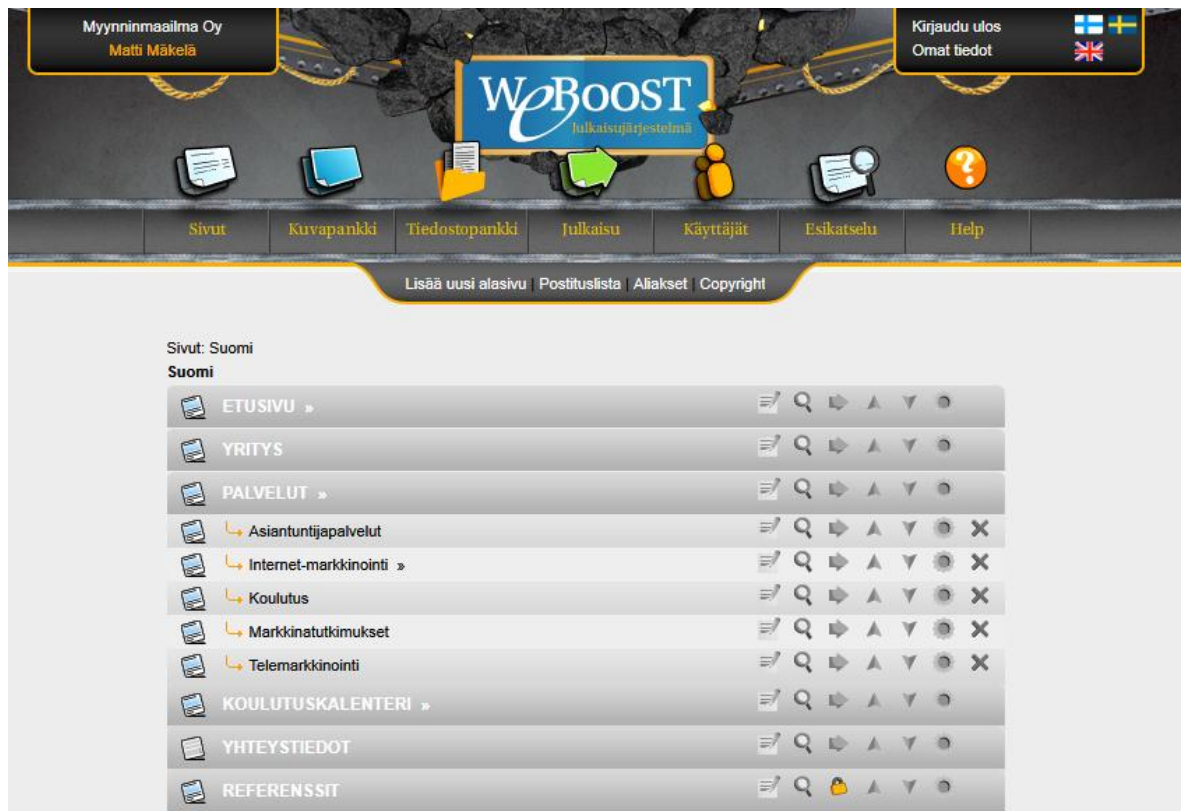 Myynninmaailma Oy
Matti Mäkelä
Kirjaudu ulos
Omat tiedot
WeBoost
Julkaisujärjestelmä
Sivut Kuvapankki Tiedostopankki Julkaisu Käyttäjät Esikatselu Help
Lisää uusi alasivu | Postituslista | Aliakset | Copyright
Sivut: Suomi
Suomi
ETUSIVU »
YRITYS
PALVELUT »
Asiantuntijapalvelut
Internet-markkinointi »
Koulutus
Markkinatutkimukset
Telemarkkinointi
KOULUTUSKALENTERI »
YHTEYSTIEDOT
REFERENSSIT